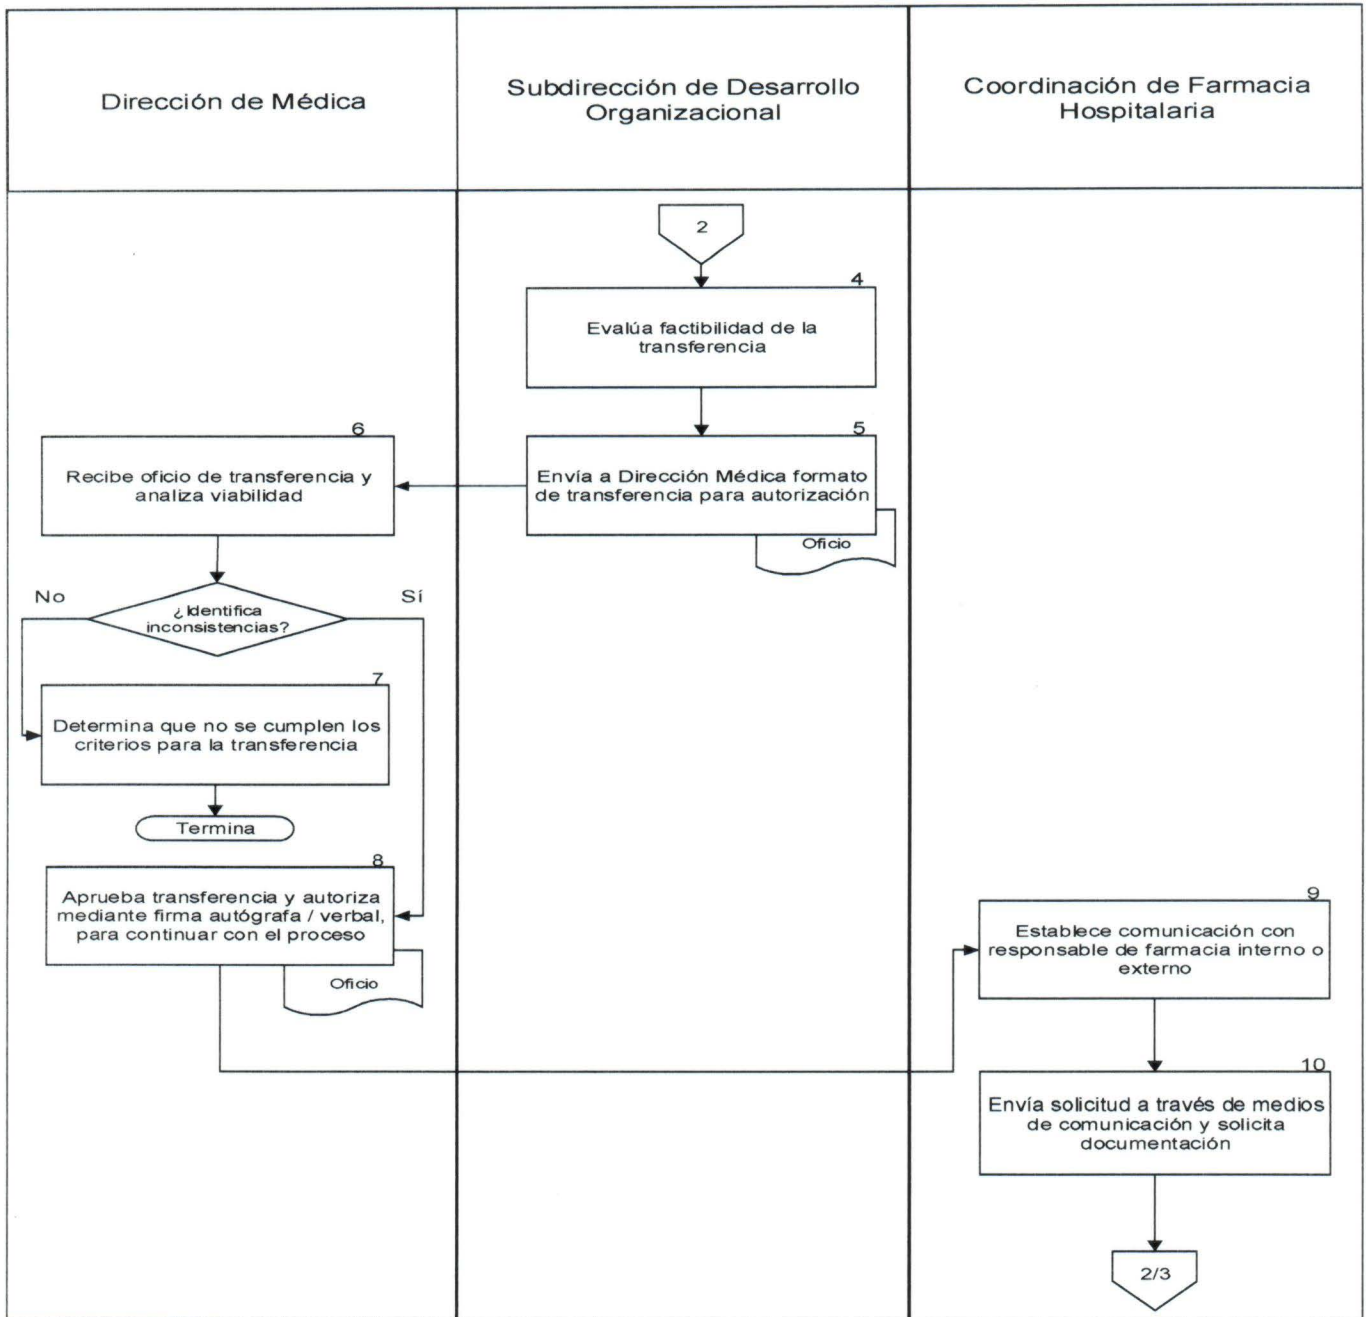 Dirección de Médica
Subdirección de Desarrollo
Organizacional
Coordinación de Farmacia
Hospitalaria
2
4
Evalúa factibilidad de la
transferencia
5
Envía a Dirección Médica formato
de transferencia para autorización
Oficio
6
Recibe oficio de transferencia y
analiza viabilidad
No
Sí
¿Identifica
inconsistencias?
7
Determina que no se cumplen los
criterios para la transferencia
Termina
8
Aprueba transferencia y autoriza
mediante firma autógrafa / verbal,
para continuar con el proceso
Oficio
9
Establece comunicación con
responsable de farmacia interno o
externo
10
Envía solicitud a través de medios
de comunicación y solicita
documentación
2/3